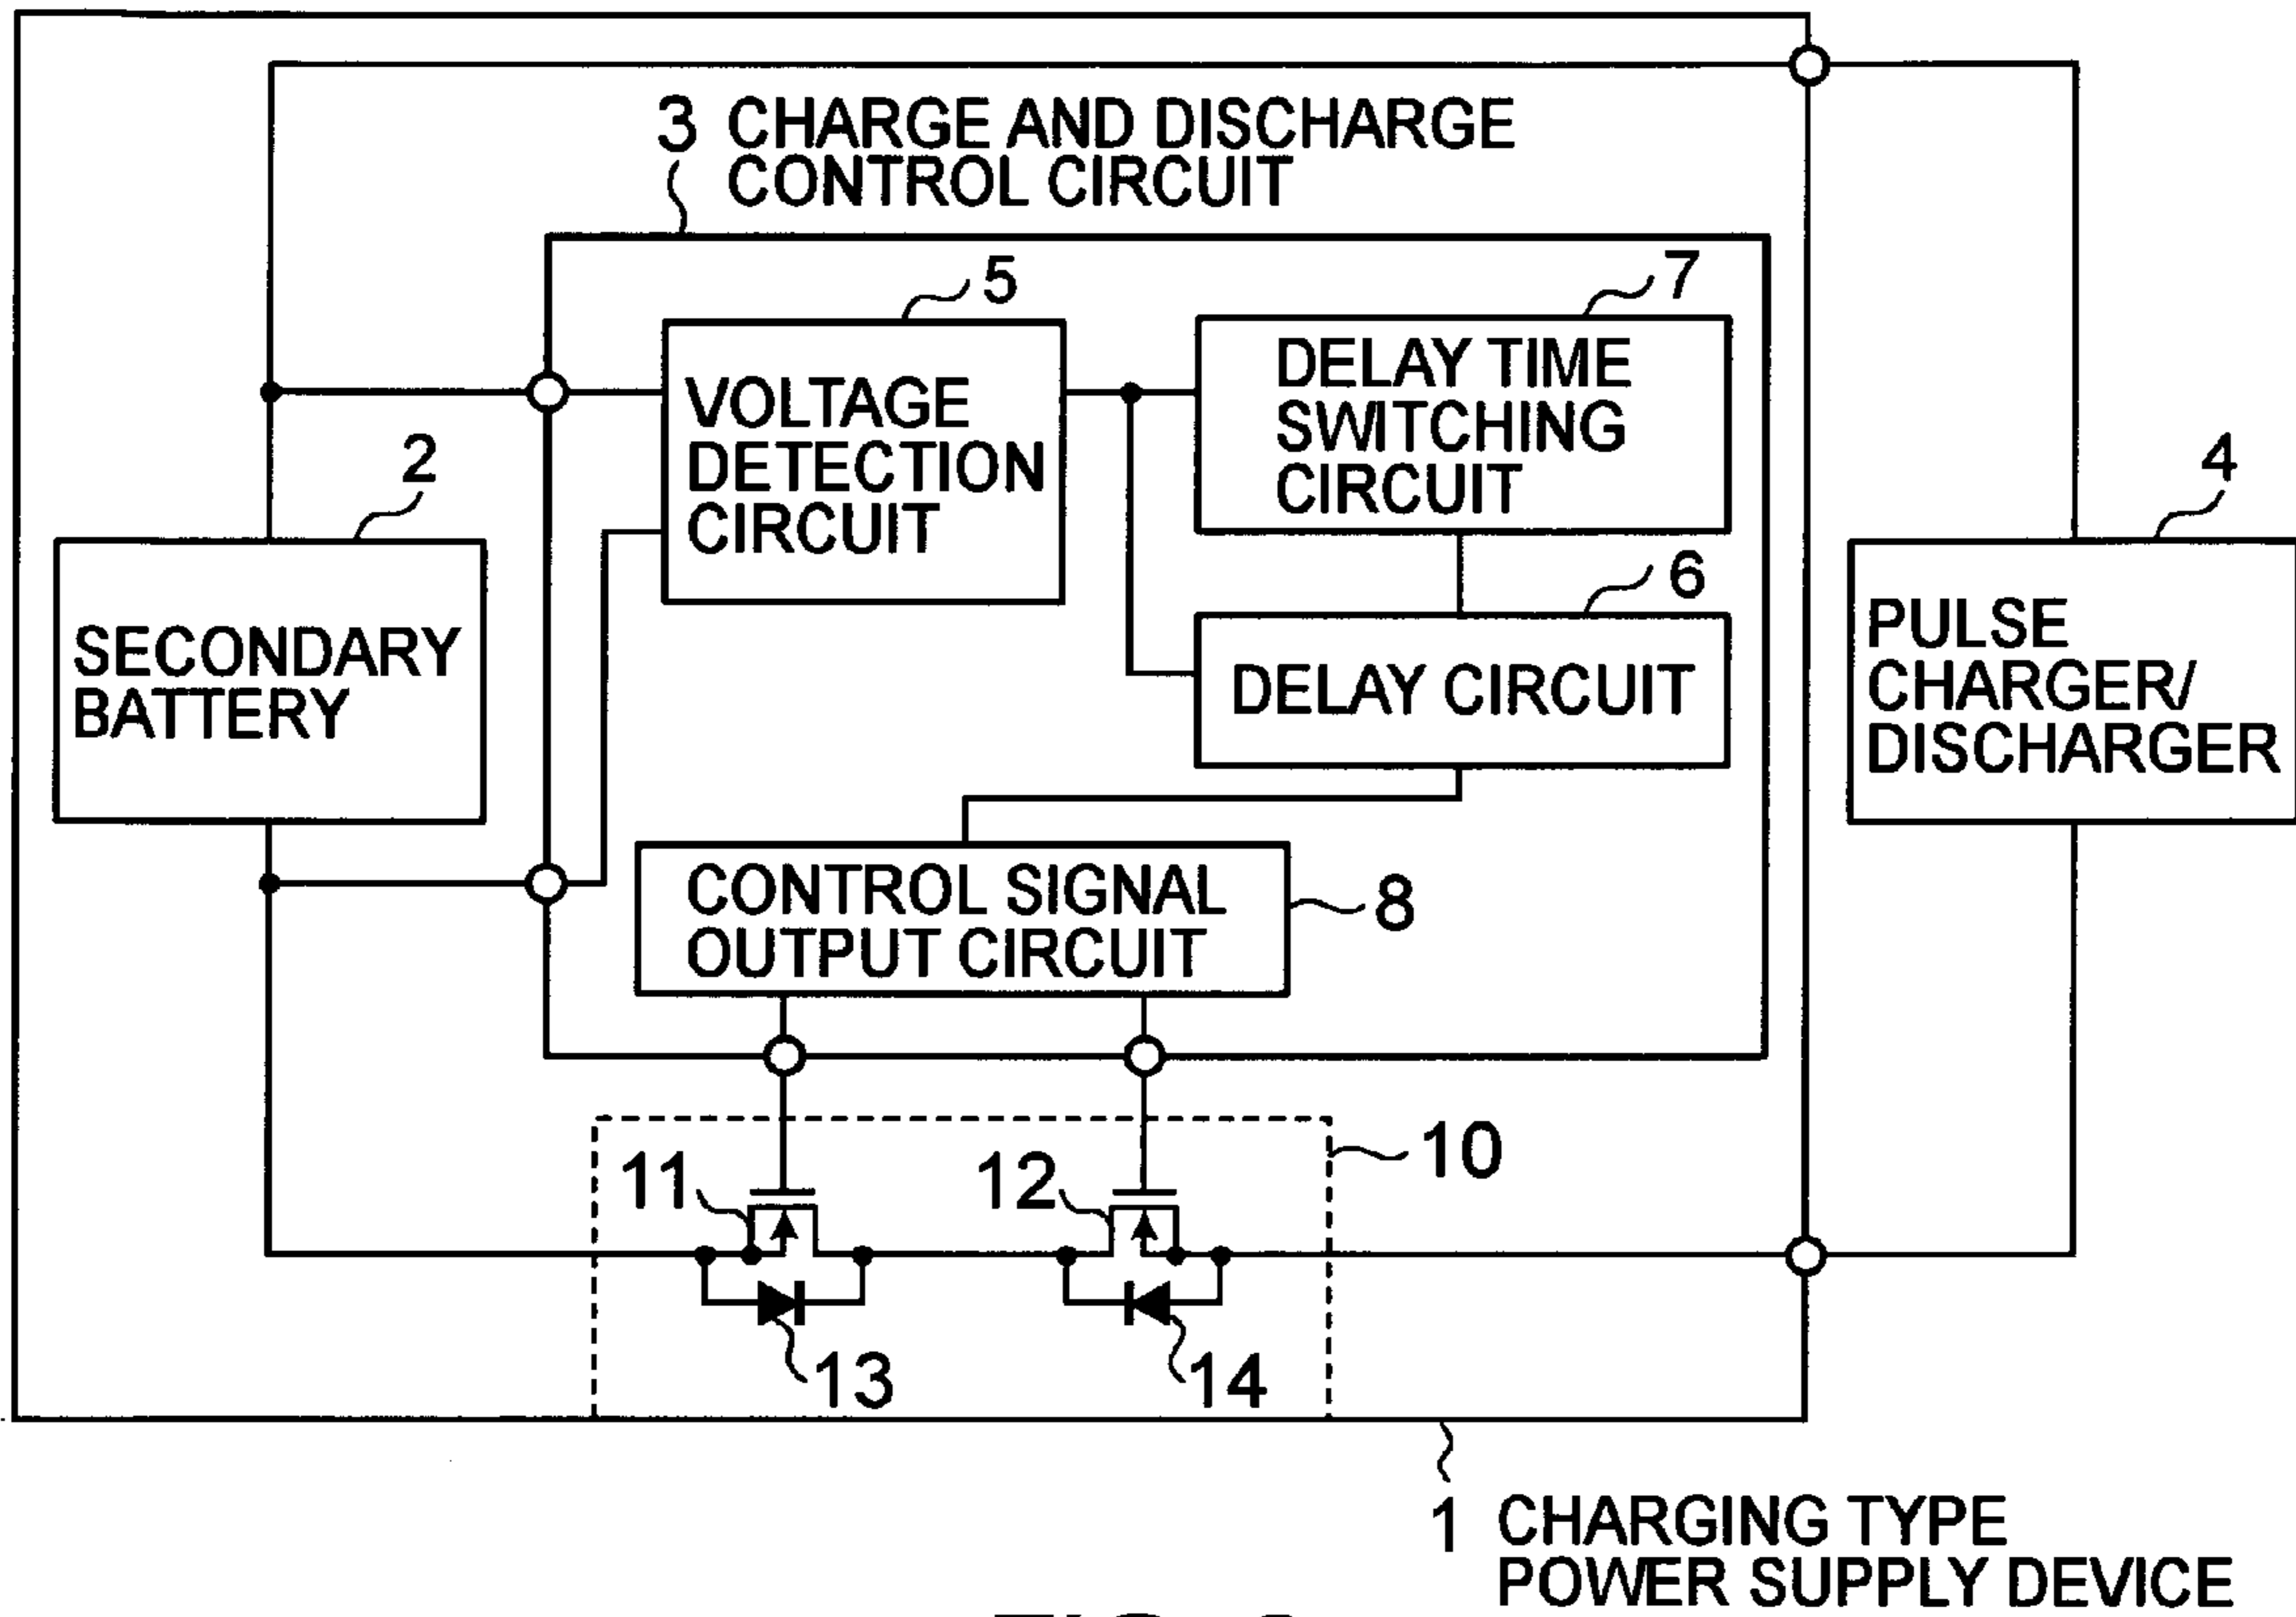 3 CHARGE AND DISCHARGE
CONTROL CIRCUIT
5
7
VOLTAGE
DETECTION
CIRCUIT
DELAY TIME
SWITCHING
CIRCUIT
2
4
SECONDARY
BATTERY
6
DELAY CIRCUIT
PULSE
CHARGER/
DISCHARGER
CONTROL SIGNAL
OUTPUT CIRCUIT
8
10
11
12
13
14
1 CHARGING TYPE
POWER SUPPLY DEVICE